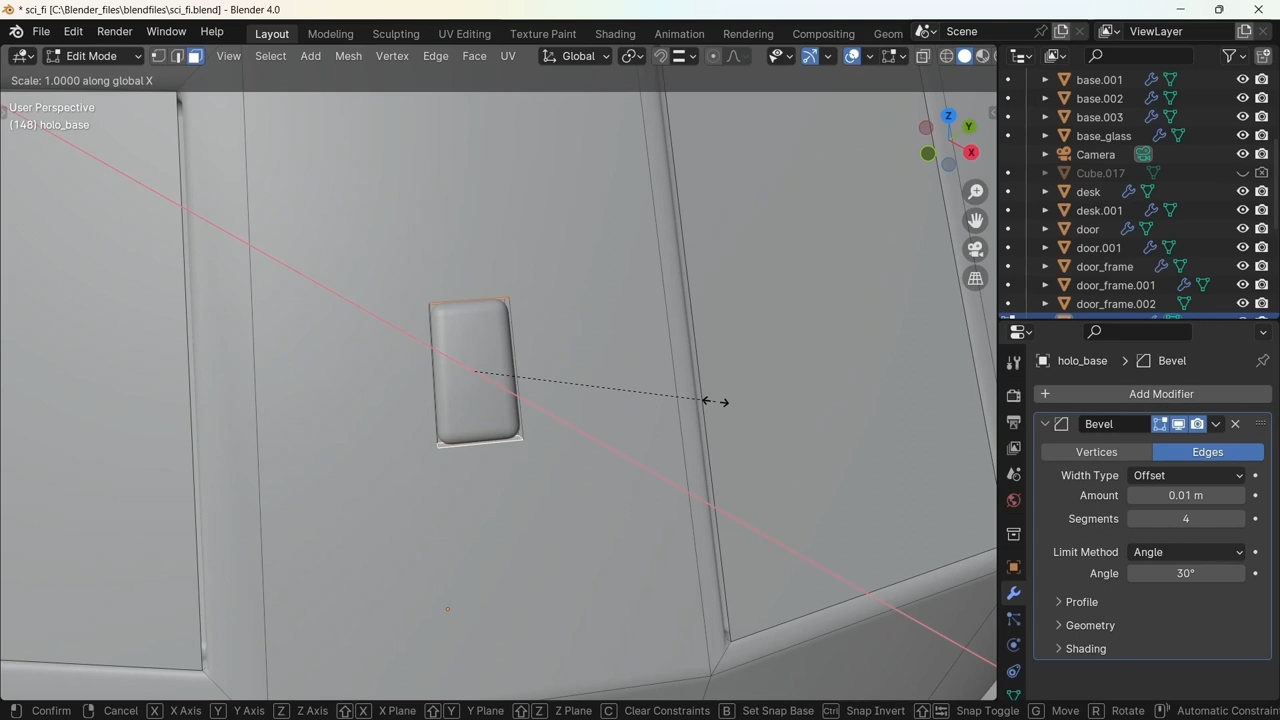 * sci_fi [C:\Blender_files\blendfiles\sci_fi.blend] - Blender 4.0
File Edit Render Window Help Layout Modeling Sculpting UV Editing Texture Paint Shading Animation Rendering Compositing Geom Scene ViewLayer
Edit Mode View Select Add Mesh Vertex Edge Face UV Global
Scale: 1.0000 along global X
User Perspective
(148) holo_base
Z
Y
X
base.001
base.002
base.003
base_glass
Camera
Cube.017
desk
desk.001
door
door.001
door_frame
door_frame.001
door_frame.002
holo_base > Bevel
+ Add Modifier
Bevel
Vertices Edges
Width Type Offset
Amount 0.01 m
Segments 4
Limit Method Angle
Angle 30°
> Profile
> Geometry
> Shading
Confirm Cancel X X Axis Y Y Axis Z Z Axis X X Plane Y Y Plane Z Z Plane C Clear Constraints B Set Snap Base Ctrl Snap Invert Snap Toggle G Move R Rotate Automatic Constrain